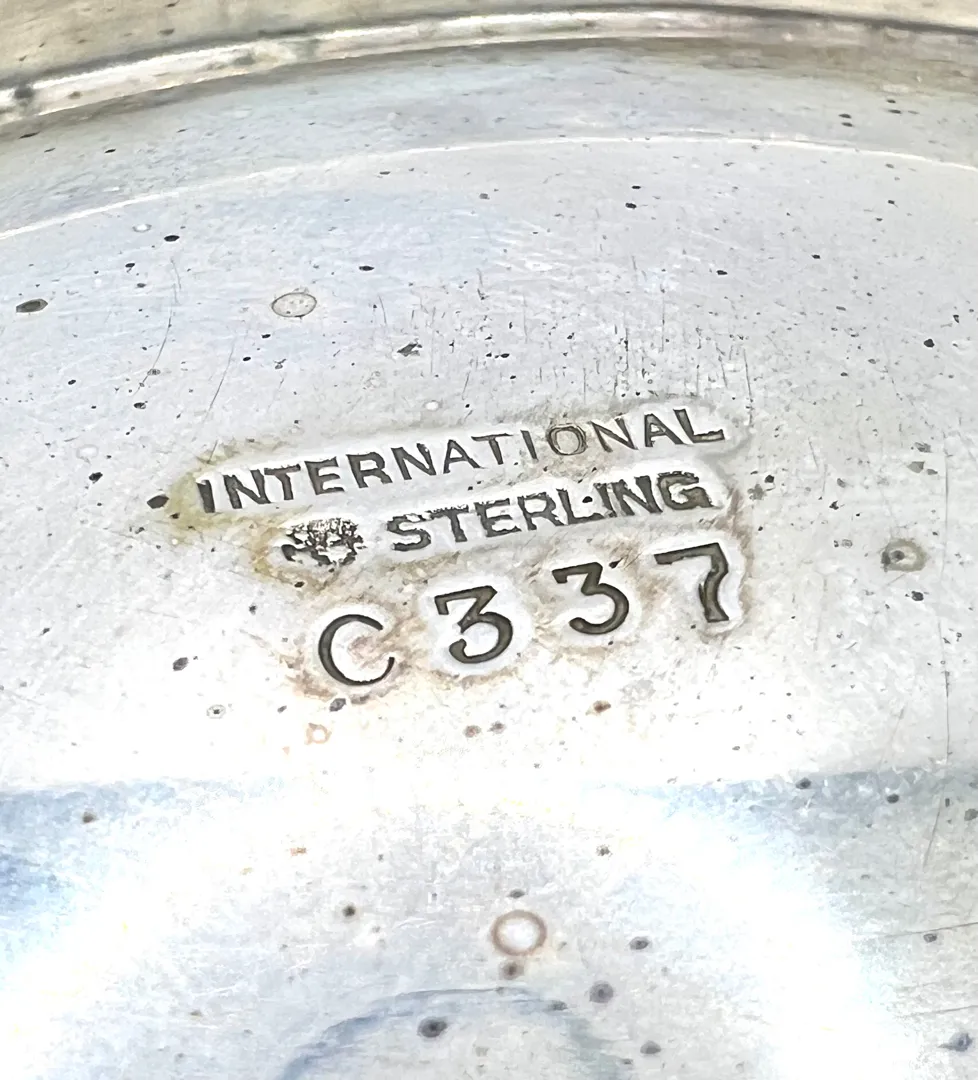 INTERNATIONAL
STERLING
C337